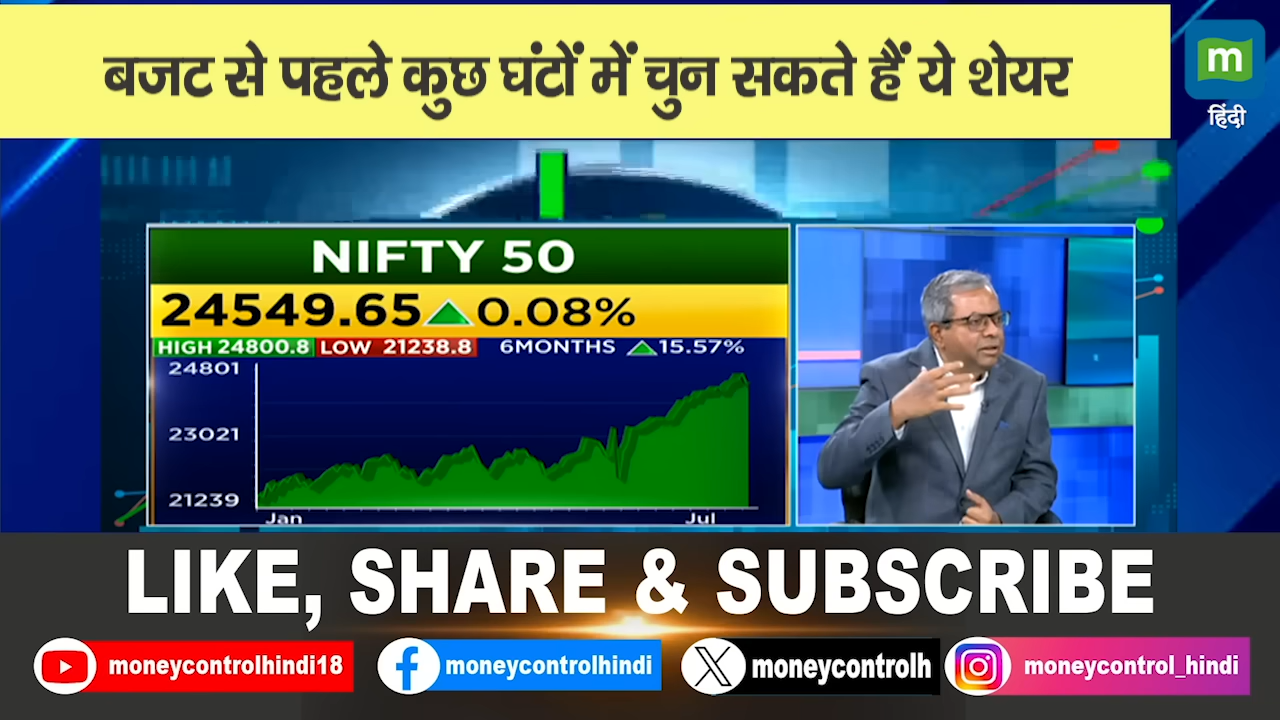 बजट से पहले कुछ घंटों में चुन सकते हैं ये शेयर
m
हिंदी
NIFTY 50
24549.65 0.08%
HIGH 24800.8 LOW 21238.8 6MONTHS 15.57%
24801
23021
21239
Jan Jul
LIKE, SHARE & SUBSCRIBE
moneycontrolhindi18 moneycontrolhindi moneycontrolh moneycontrol_hindi